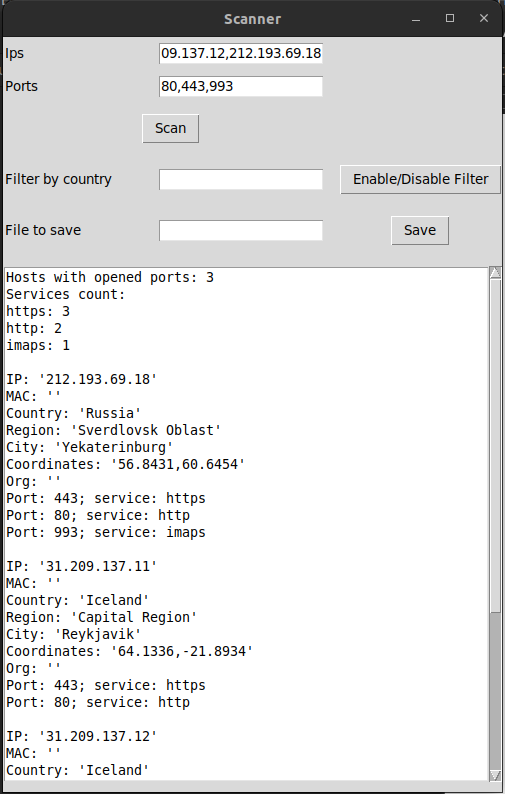 Scanner
Ips 09.137.12,212.193.69.18
Ports 80,443,993
Scan
Filter by country Enable/Disable Filter
File to save Save
Hosts with opened ports: 3
Services count:
https: 3
http: 2
imaps: 1
IP: '212.193.69.18'
MAC: ''
Country: 'Russia'
Region: 'Sverdlovsk Oblast'
City: 'Yekaterinburg'
Coordinates: '56.8431,60.6454'
Org: ''
Port: 443; service: https
Port: 80; service: http
Port: 993; service: imaps
IP: '31.209.137.11'
MAC: ''
Country: 'Iceland'
Region: 'Capital Region'
City: 'Reykjavik'
Coordinates: '64.1336,-21.8934'
Org: ''
Port: 443; service: https
Port: 80; service: http
IP: '31.209.137.12'
MAC: ''
Country: 'Iceland'